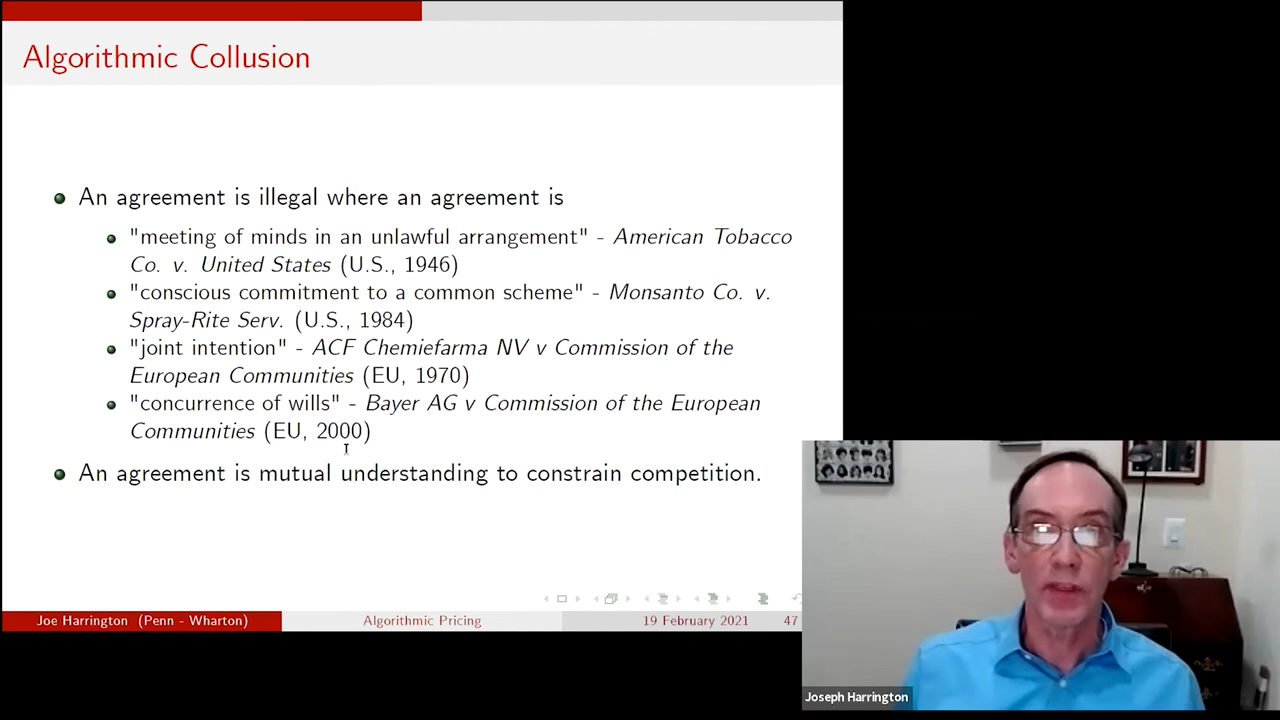 Algorithmic Collusion
An agreement is illegal where an agreement is
"meeting of minds in an unlawful arrangement" - American Tobacco
Co. v. United States (U.S., 1946)
"conscious commitment to a common scheme" - Monsanto Co. v.
Spray-Rite Serv. (U.S., 1984)
"joint intention" - ACF Chemiefarma NV v Commission of the
European Communities (EU, 1970)
"concurrence of wills" - Bayer AG v Commission of the European
Communities (EU, 2000)
An agreement is mutual understanding to constrain competition.
Joe Harrington (Penn - Wharton) Algorithmic Pricing 19 February 2021 47
Joseph Harrington